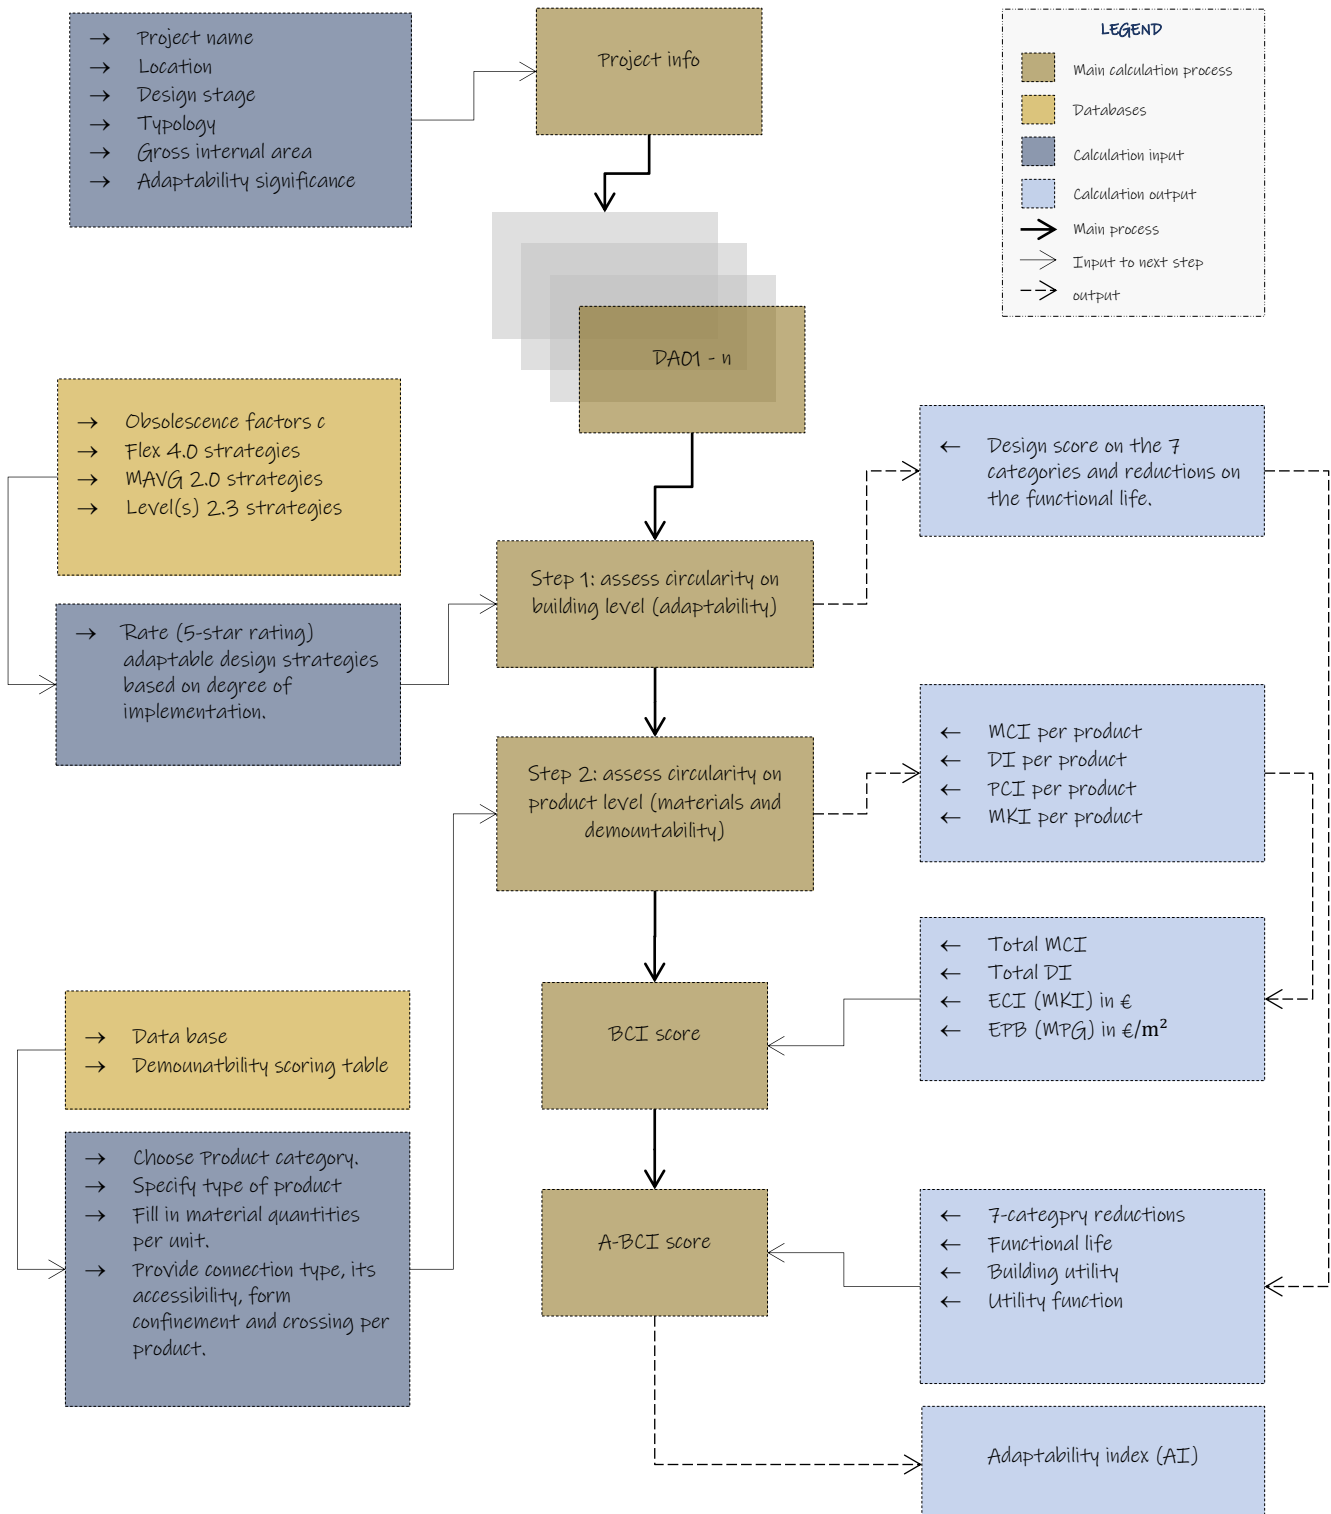 → Project name
→ Location
→ Design stage
→ Typology
→ Gross internal area
→ Adaptability significance
Project info
LEGEND
Main calculation process
Databases
Calculation input
Calculation output
Main process
Input to next step
output
DA01 - n
→ Obsolescence factors c
→ Flex 4.0 strategies
→ MAVG 2.0 strategies
→ Level(s) 2.3 strategies
← Design score on the 7
categories and reductions on
the functional life.
Step 1: assess circularity on
building level (adaptability)
→ Rate (5-star rating)
adaptable design strategies
based on degree of
implementation.
Step 2: assess circularity on
product level (materials and
demountability)
← MCI per product
← DI per product
← PCI per product
← MKI per product
← Total MCI
← Total DI
← ECI (MKI) in €
← EPB (MPG) in €/m²
BCI score
→ Data base
→ Demounatbility scoring table
→ Choose Product category.
→ Specify type of product
→ Fill in material quantities
per unit.
→ Provide connection type, its
accessibility, form
confinement and crossing per
product.
A-BCI score
← 7-categpry reductions
← Functional life
← Building utility
← Utility function
Adaptability index (AI)